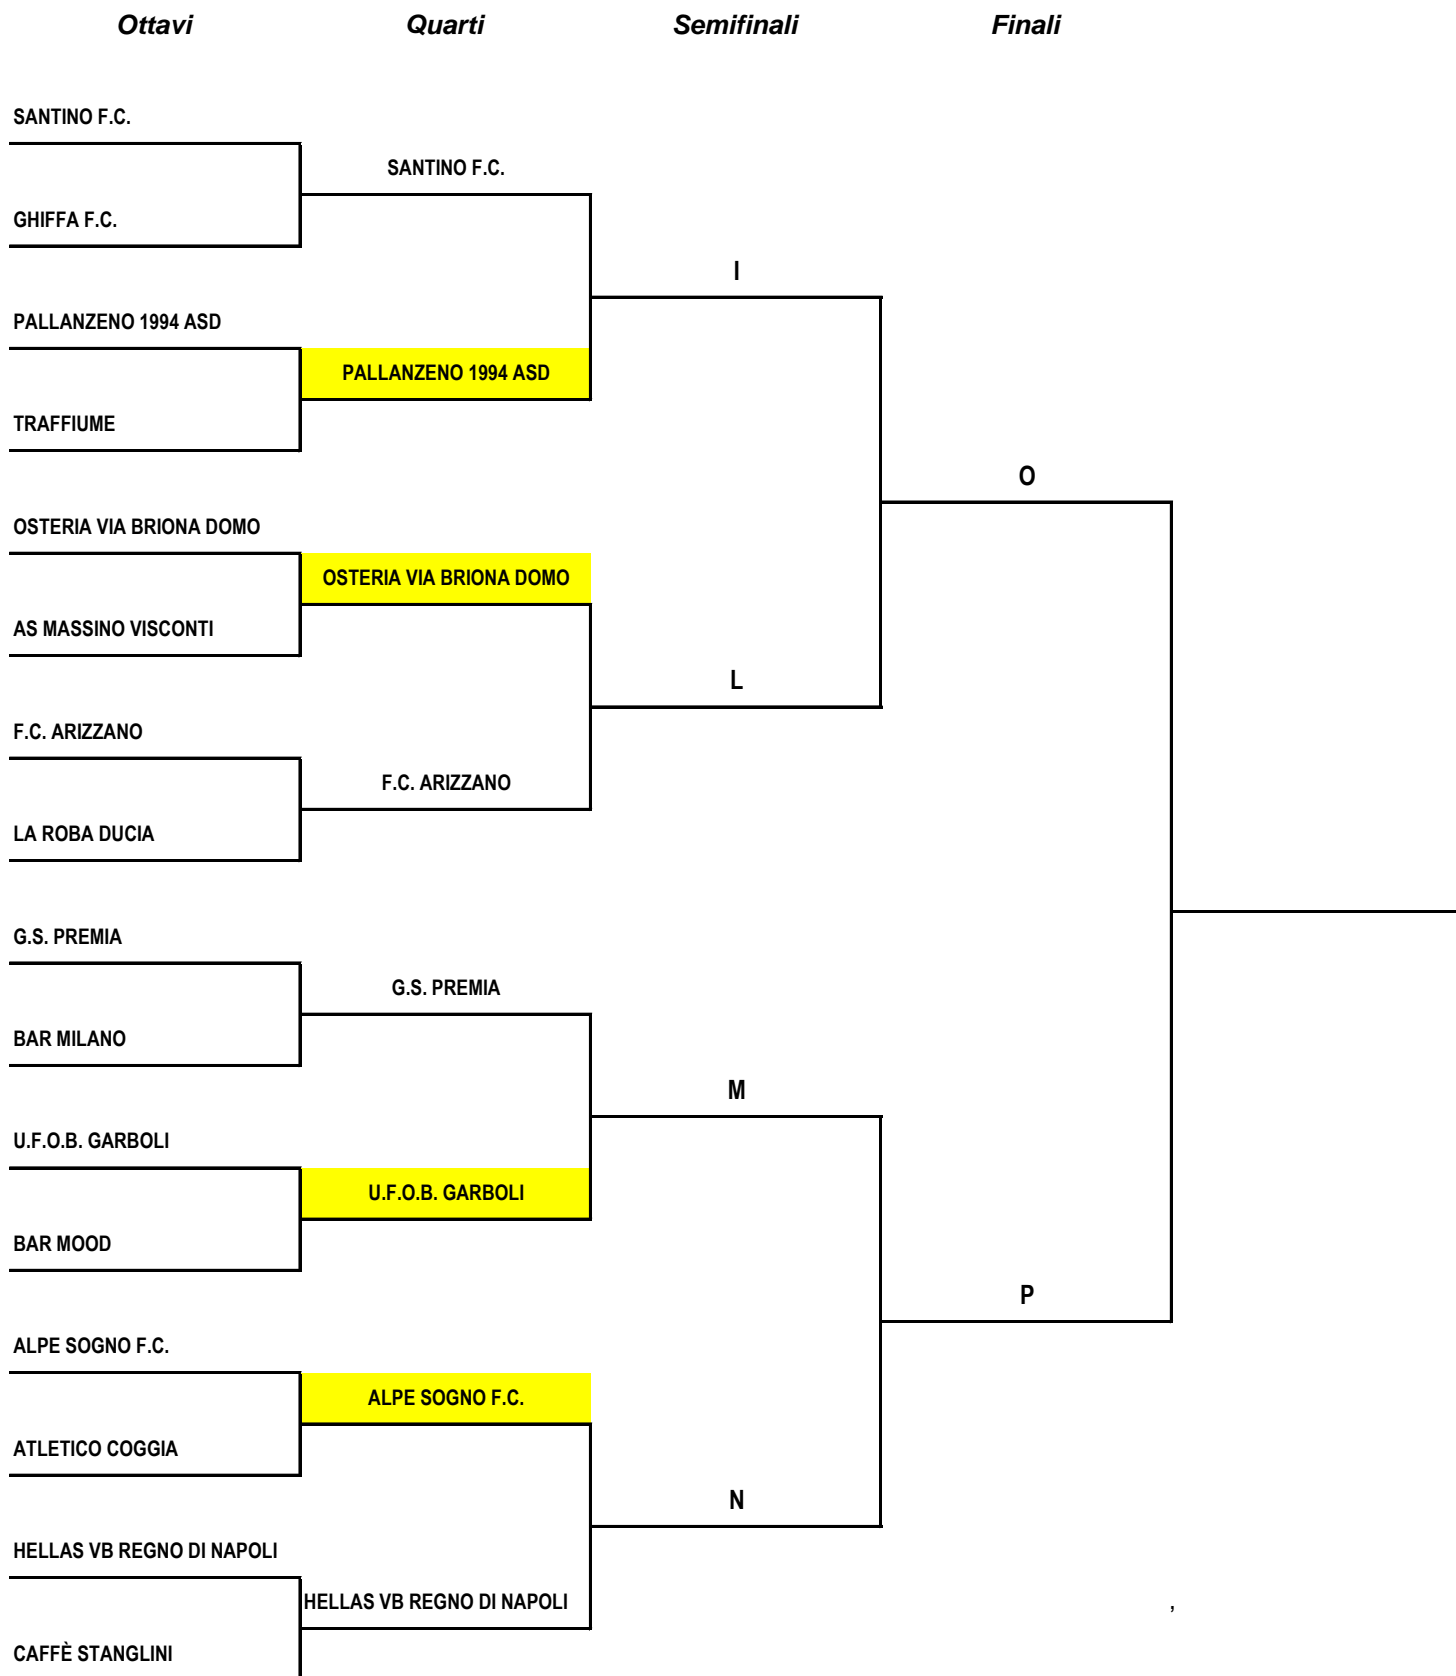 Ottavi Quarti Semifinali Finali
SANTINO F.C.
SANTINO F.C.
GHIFFA F.C.
I
PALLANZENO 1994 ASD
PALLANZENO 1994 ASD
TRAFFIUME
O
OSTERIA VIA BRIONA DOMO
OSTERIA VIA BRIONA DOMO
AS MASSINO VISCONTI
L
F.C. ARIZZANO
F.C. ARIZZANO
LA ROBA DUCIA
G.S. PREMIA
G.S. PREMIA
BAR MILANO
M
U.F.O.B. GARBOLI
U.F.O.B. GARBOLI
BAR MOOD
P
ALPE SOGNO F.C.
ALPE SOGNO F.C.
ATLETICO COGGIA
N
HELLAS VB REGNO DI NAPOLI
HELLAS VB REGNO DI NAPOLI ,
CAFFÈ STANGLINI